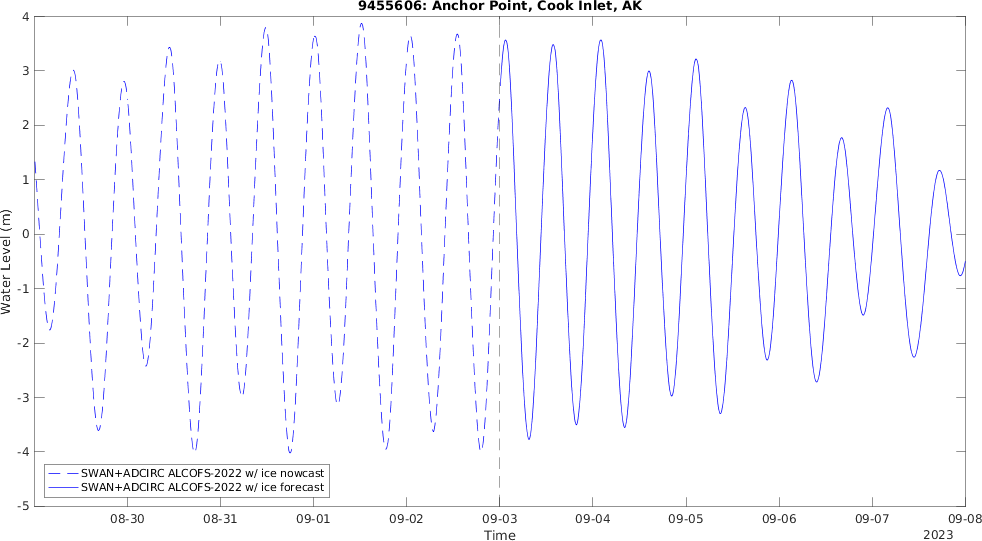 9455606: Anchor Point, Cook Inlet, AK
Water Level (m)
4
3
2
1
0
-1
-2
-3
-4
-5
SWAN+ADCIRC ALCOFS-2022 w/ ice nowcast
SWAN+ADCIRC ALCOFS-2022 w/ ice forecast
08-30 08-31 09-01 09-02 09-03 09-04 09-05 09-06 09-07 09-08
Time
2023